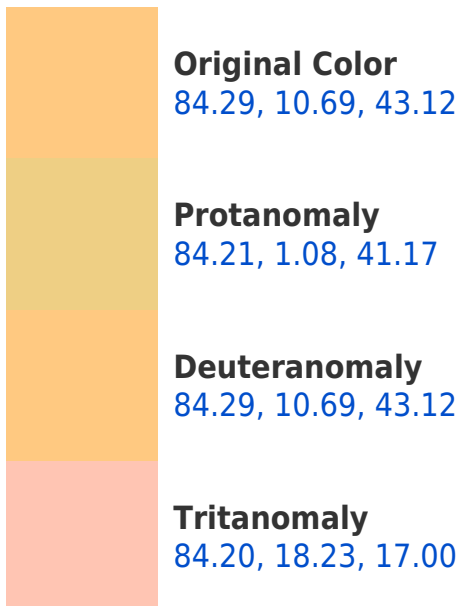 Original Color
84.29, 10.69, 43.12
Protanomaly
84.21, 1.08, 41.17
Deuteranomaly
84.29, 10.69, 43.12
Tritanomaly
84.20, 18.23, 17.00